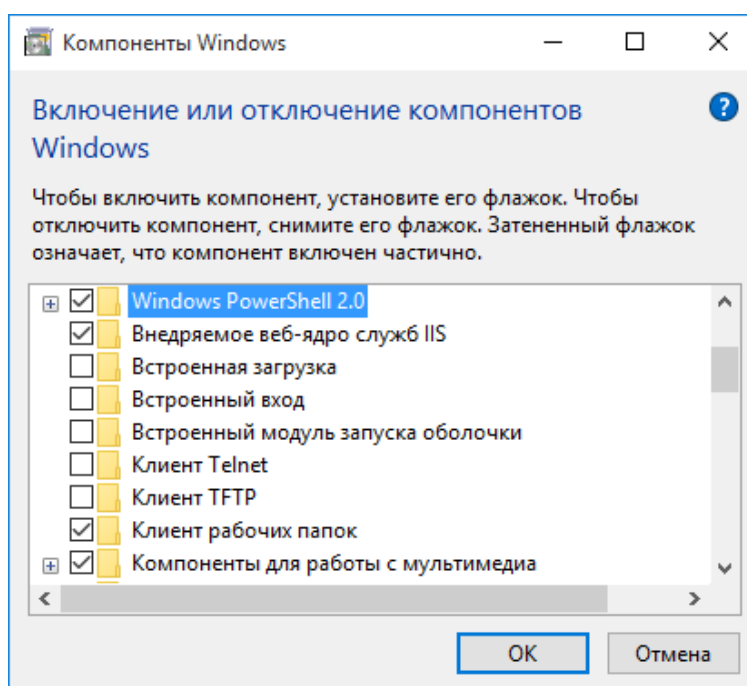 Компоненты Windows
Включение или отключение компонентов
Windows
Чтобы включить компонент, установите его флажок. Чтобы
отключить компонент, снимите его флажок. Затененный флажок
означает, что компонент включен частично.
Windows PowerShell 2.0
Внедряемое веб-ядро служб IIS
Встроенная загрузка
Встроенный вход
Встроенный модуль запуска оболочки
Клиент Telnet
Клиент TFTP
Клиент рабочих папок
Компоненты для работы с мультимедиа
ОК
Отмена